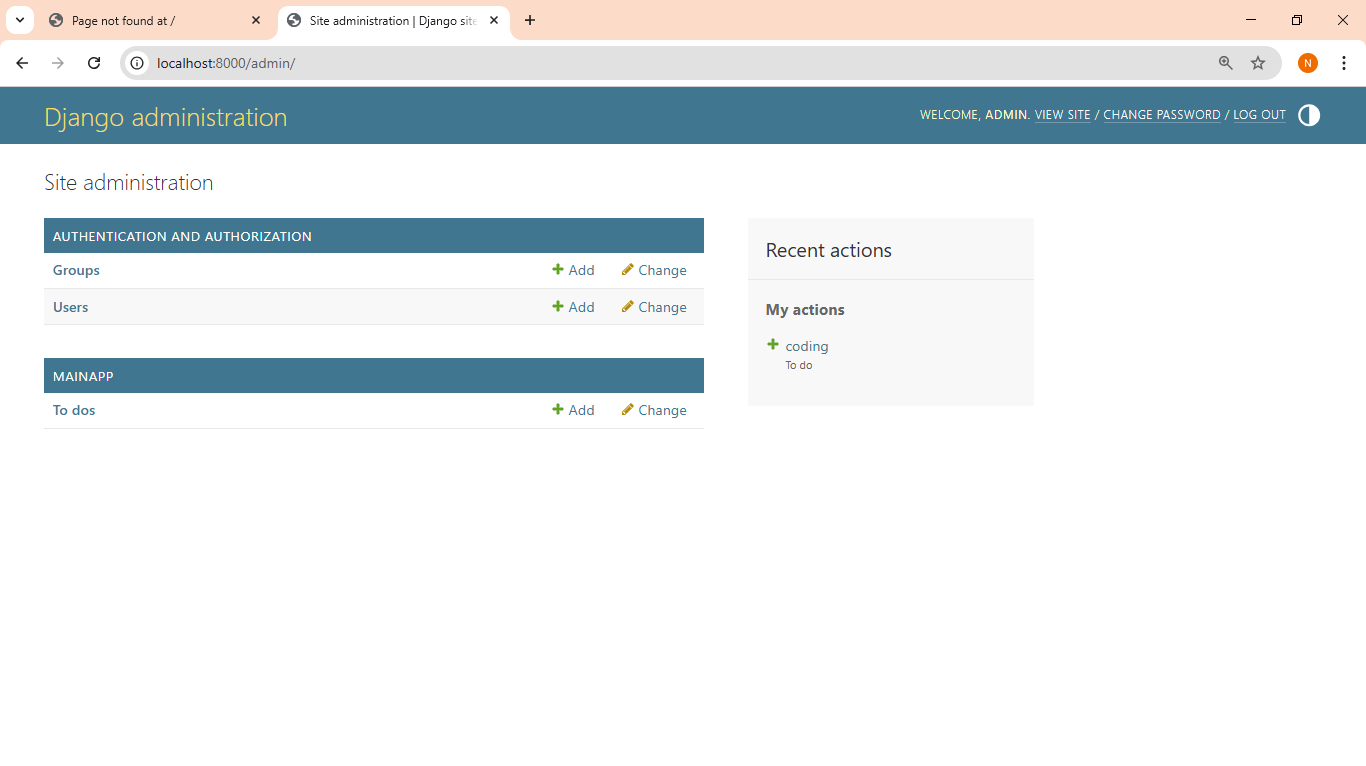 Page not found at /
Site administration | Django site
localhost:8000/admin/
N
Django administration
WELCOME, ADMIN. VIEW SITE / CHANGE PASSWORD / LOG OUT
Site administration
AUTHENTICATION AND AUTHORIZATION
Groups Add Change
Users Add Change
MAINAPP
To dos Add Change
Recent actions
My actions
coding
To do